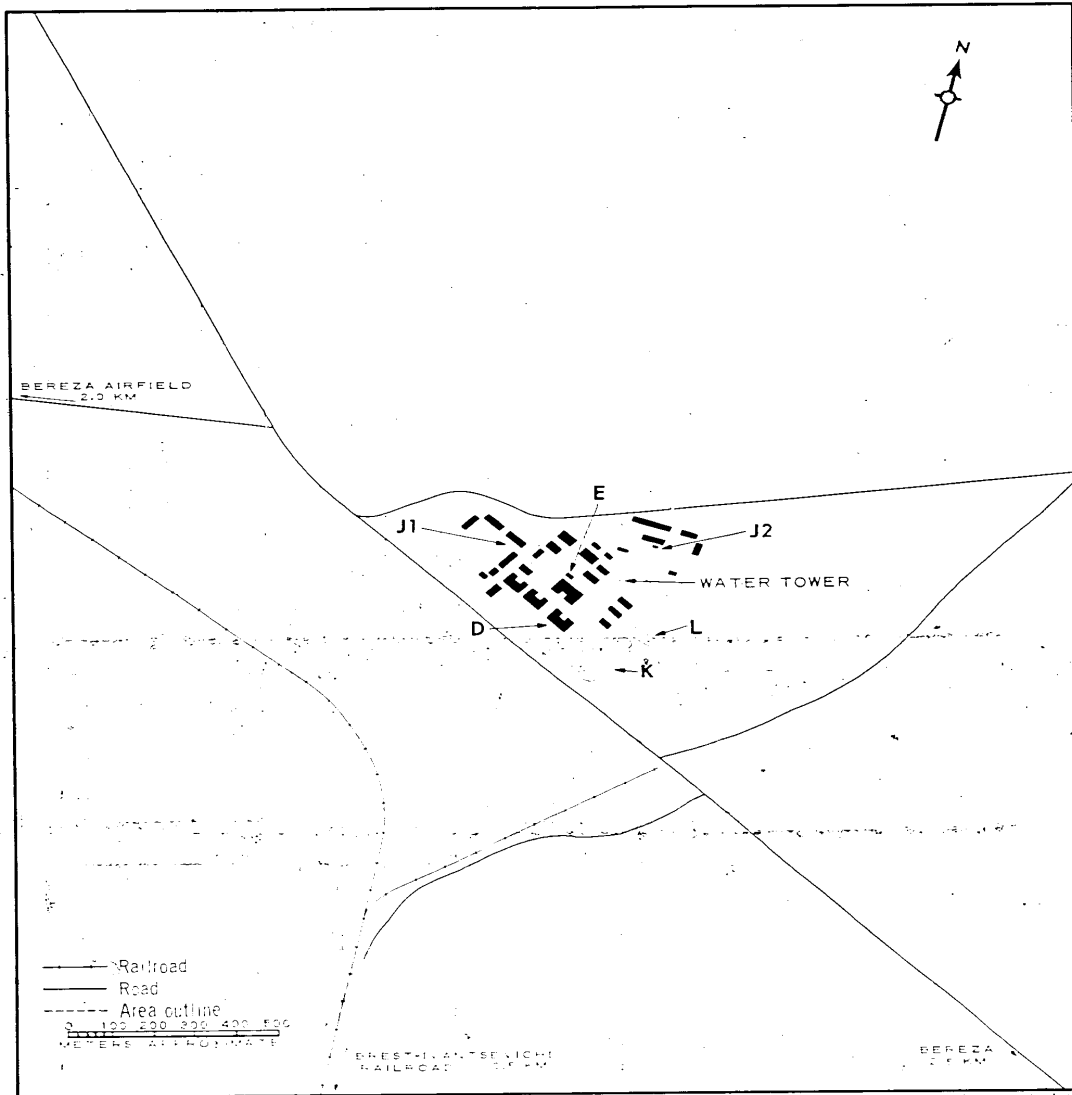 N
BEREZA AIRFIELD
2.0 KM
E
J1
J2
WATER TOWER
D
L
K
Railroad
Road
Area outline
0 100 200 300 400 500
METERS APPROXIMATE
RAILROAD
BEREZA